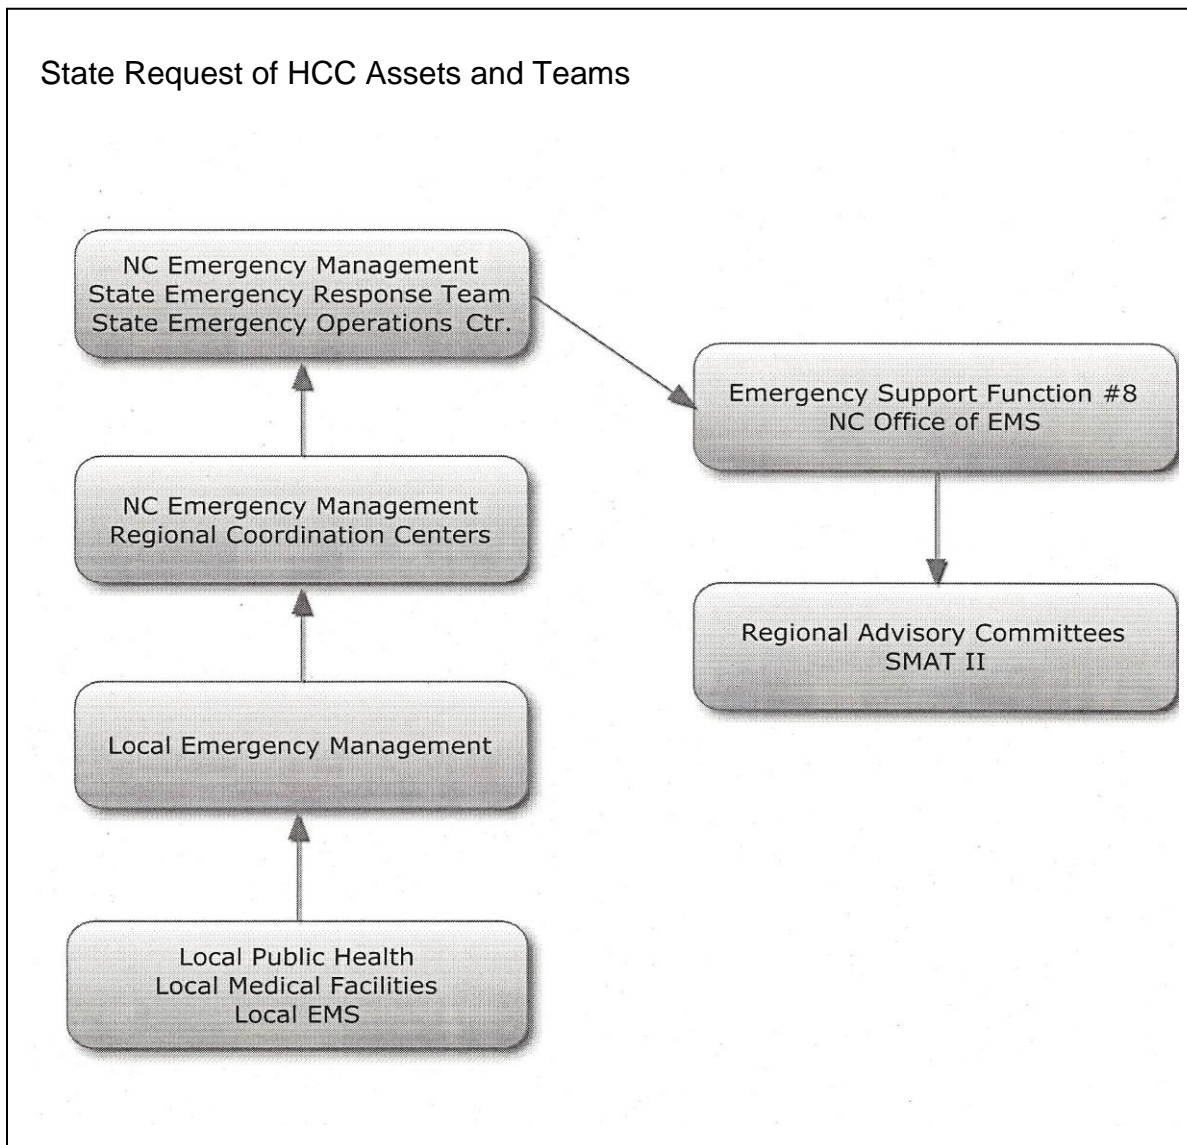 State Request of HCC Assets and Teams
NC Emergency Management
State Emergency Response Team
State Emergency Operations Ctr.
Emergency Support Function #8
NC Office of EMS
NC Emergency Management
Regional Coordination Centers
Regional Advisory Committees
SMAT II
Local Emergency Management
Local Public Health
Local Medical Facilities
Local EMS